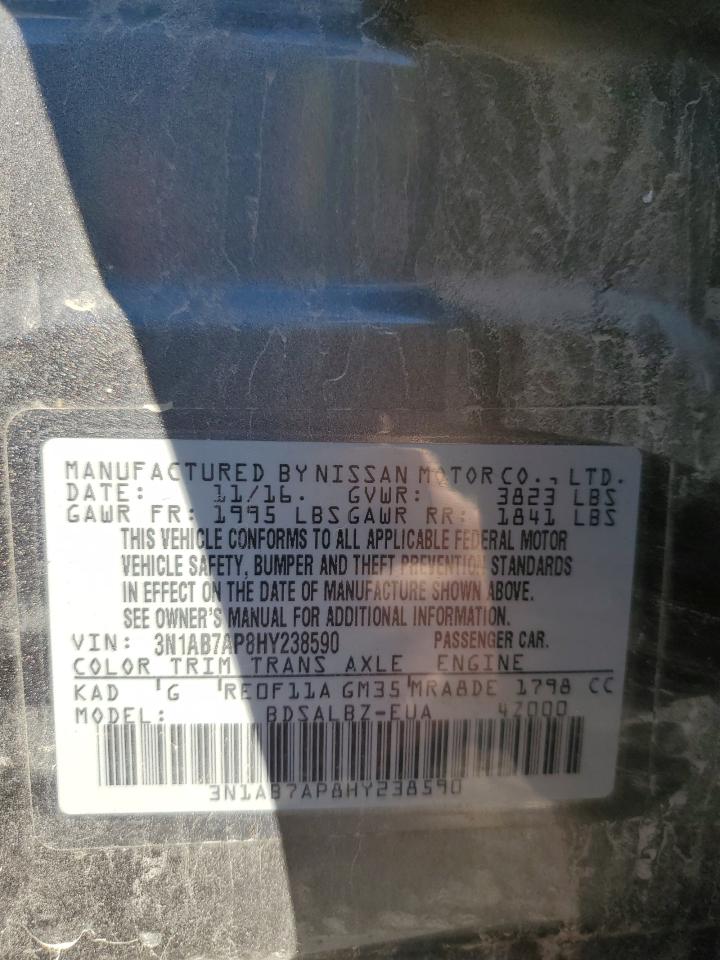 MANUFACTURED BY NISSAN MOTOR CO., LTD.
DATE: 11/16. GVWR: 3823 LBS
GAWR FR: 1995 LBS GAWR RR: 1841 LBS
THIS VEHICLE CONFORMS TO ALL APPLICABLE FEDERAL MOTOR
VEHICLE SAFETY, BUMPER AND THEFT PREVENTION STANDARDS
IN EFFECT ON THE DATE OF MANUFACTURE SHOWN ABOVE.
SEE OWNER'S MANUAL FOR ADDITIONAL INFORMATION.
VIN: 3N1AB7AP8HY238590 PASSENGER CAR.
COLOR TRIM TRANS AXLE ENGINE
KAD G RE0F11A GM35 MRA8DE 1798 CC
MODEL: BDSALBZ-EUA 4Z000
3N1AB7AP8HY238590